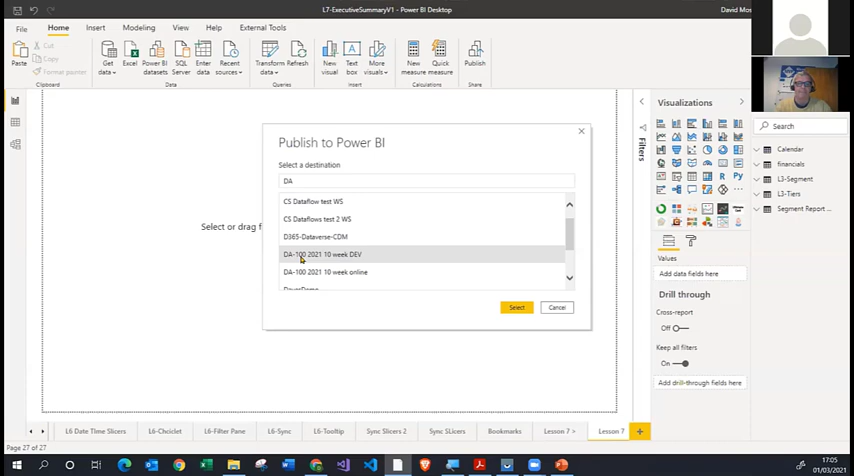 L7-ExecutiveSummaryV1 - Power BI Desktop
David Mos
File
Home
Insert
Modeling
View
Help
External Tools
Paste
Cut
Copy
Format painter
Get data
Excel
Power BI datasets
SQL Server
Enter data
Recent sources
Transform data
Refresh
New visual
Text box
More visuals
New measure
Quick measure
Publish
Clipboard
Data
Queries
Insert
Calculations
Share
Select or drag f
Publish to Power BI
Select a destination
DA
CS Dataflow test WS
CS Dataflows test 2 WS
D365-Dataverse-CDM
DA-100 2021 10 week DEV
DA-100 2021 10 week online
Select
Cancel
Filters
Visualizations
R
Py
Values
Add data fields here
Drill through
Cross-report
Off
Keep all filters
On
Add drill-through fields here
Search
Calendar
financials
L3-Segment
L3-Tiers
Segment Report ...
L6 Date Time Slicers
L6-Chiclet
L6-Filter Pane
L6-Sync
L6-Tooltip
Sync Slicers 2
Sync SLicers
Bookmarks
Lesson 7 >
Lesson 7
Page 27 of 27
17:05
01/03/2021